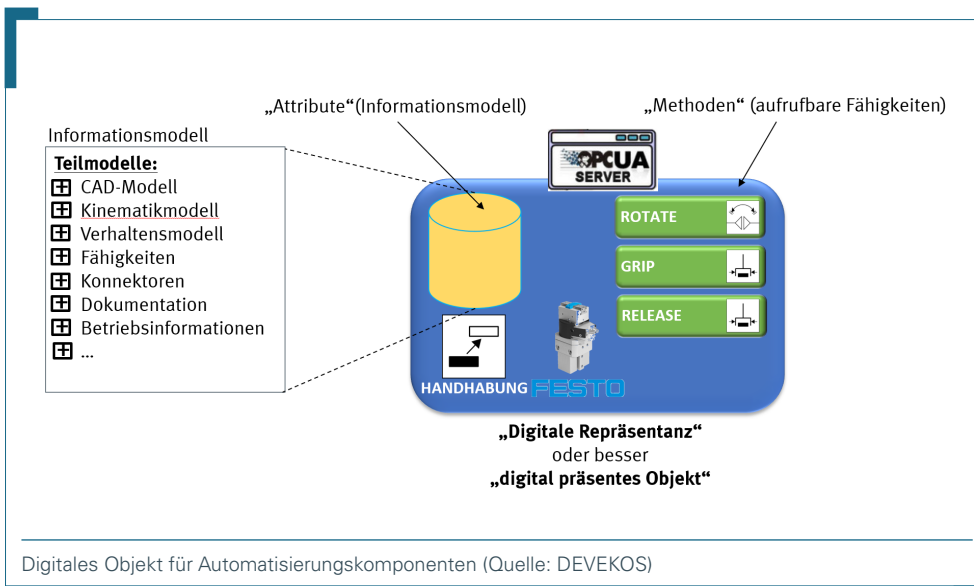 „Attribute“(Informationsmodell)
„Methoden“ (aufrufbare Fähigkeiten)
Informationsmodell
Teilmodelle:
CAD-Modell
Kinematikmodell
Verhaltensmodell
Fähigkeiten
Konnektoren
Dokumentation
Betriebsinformationen
...
OPCUA
SERVER
ROTATE
GRIP
RELEASE
HANDHABUNG
FESTO
„Digitale Repräsentanz“
oder besser
„digital präsentes Objekt“
Digitales Objekt für Automatisierungskomponenten (Quelle: DEVEKOS)